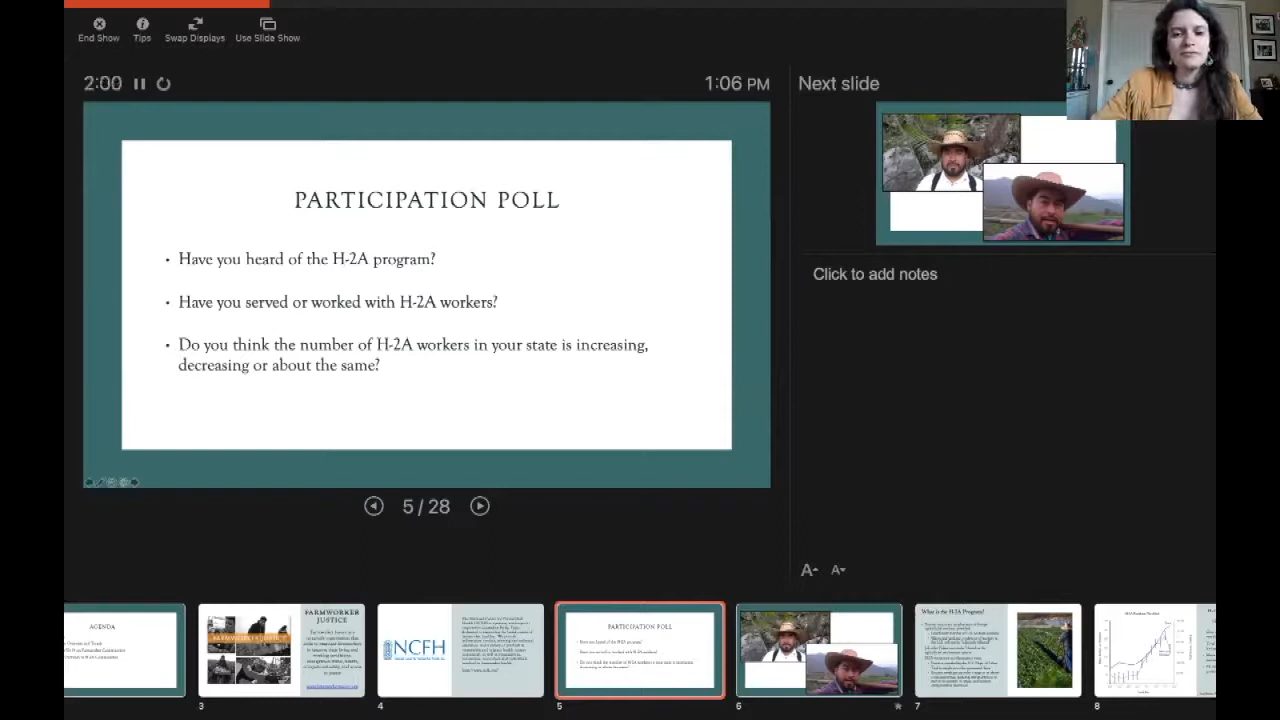 End Show
Tips
Swap Displays
Use Slide Show
2:00
1:06 PM
Next slide
PARTICIPATION POLL
• Have you heard of the H-2A program?
• Have you served or worked with H-2A workers?
• Do you think the number of H-2A workers in your state is increasing,
decreasing or about the same?
Click to add notes
5 / 28
A
A
AGENDA
FARMWORKER
JUSTICE
NCFH
PARTICIPATION POLL
What is the H-2A Program?
3
4
5
6
7
8